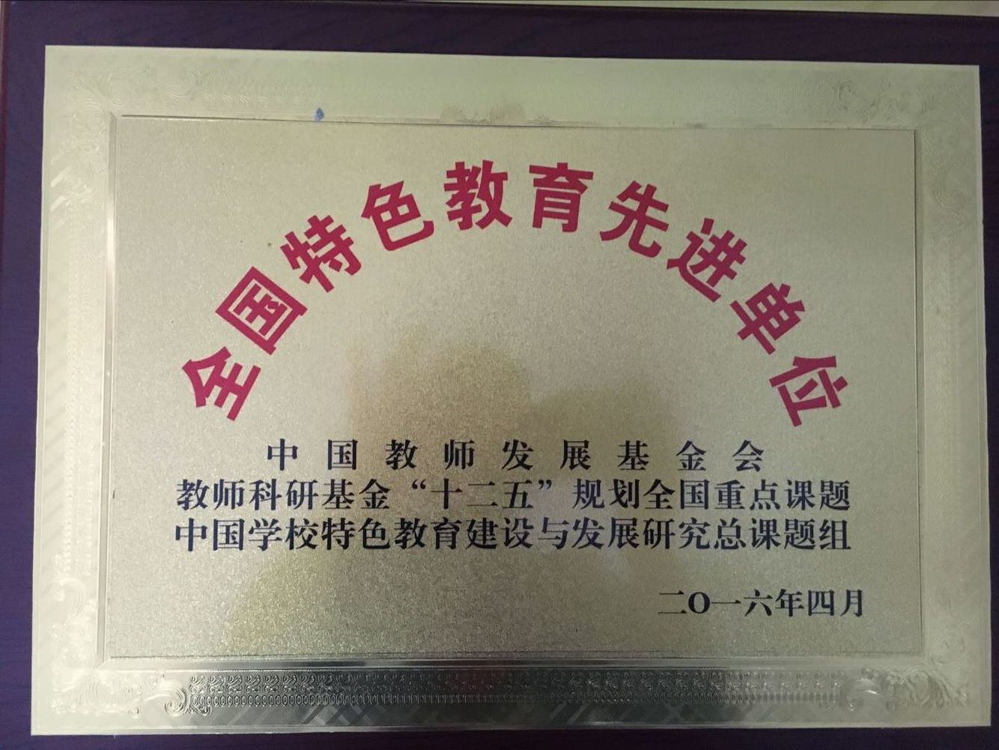 全国特色教育先进单位
中国教师发展基金会
教师科研基金“十二五”规划全国重点课题
中国学校特色教育建设与发展研究总课题组
二O一六年四月